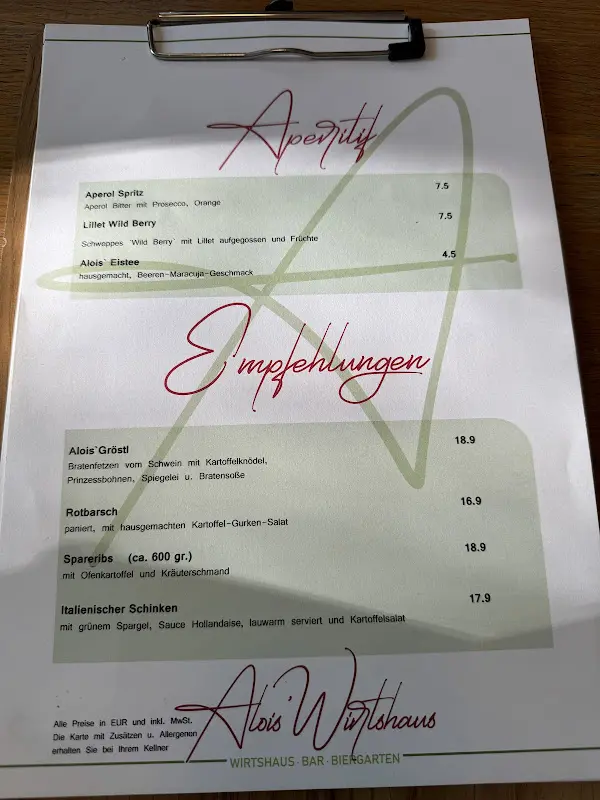 Aperitif
Aperol Spritz 7.5
Aperol Bitter mit Prosecco, Orange
Lillet Wild Berry 7.5
Schweppes `Wild Berry` mit Lillet aufgegossen und Früchte
Alois` Eistee 4.5
hausgemacht, Beeren-Maracuja-Geschmack
Empfehlungen
Alois`Gröstl 18.9
Bratenfetzen vom Schwein mit Kartoffelknödel,
Prinzessbohnen, Spiegelei u. Bratensoße
Rotbarsch 16.9
paniert, mit hausgemachten Kartoffel-Gurken-Salat
Spareribs (ca. 600 gr.) 18.9
mit Ofenkartoffel und Kräuterschmand
Italienischer Schinken 17.9
mit grünem Spargel, Sauce Hollandaise, lauwarm serviert und Kartoffelsalat
Alois' Wirtshaus
Alle Preise in EUR und inkl. MwSt.
Die Karte mit Zusätzen u. Allergenen
erhalten Sie bei Ihrem Kellner
WIRTSHAUS · BAR · BIERGARTEN